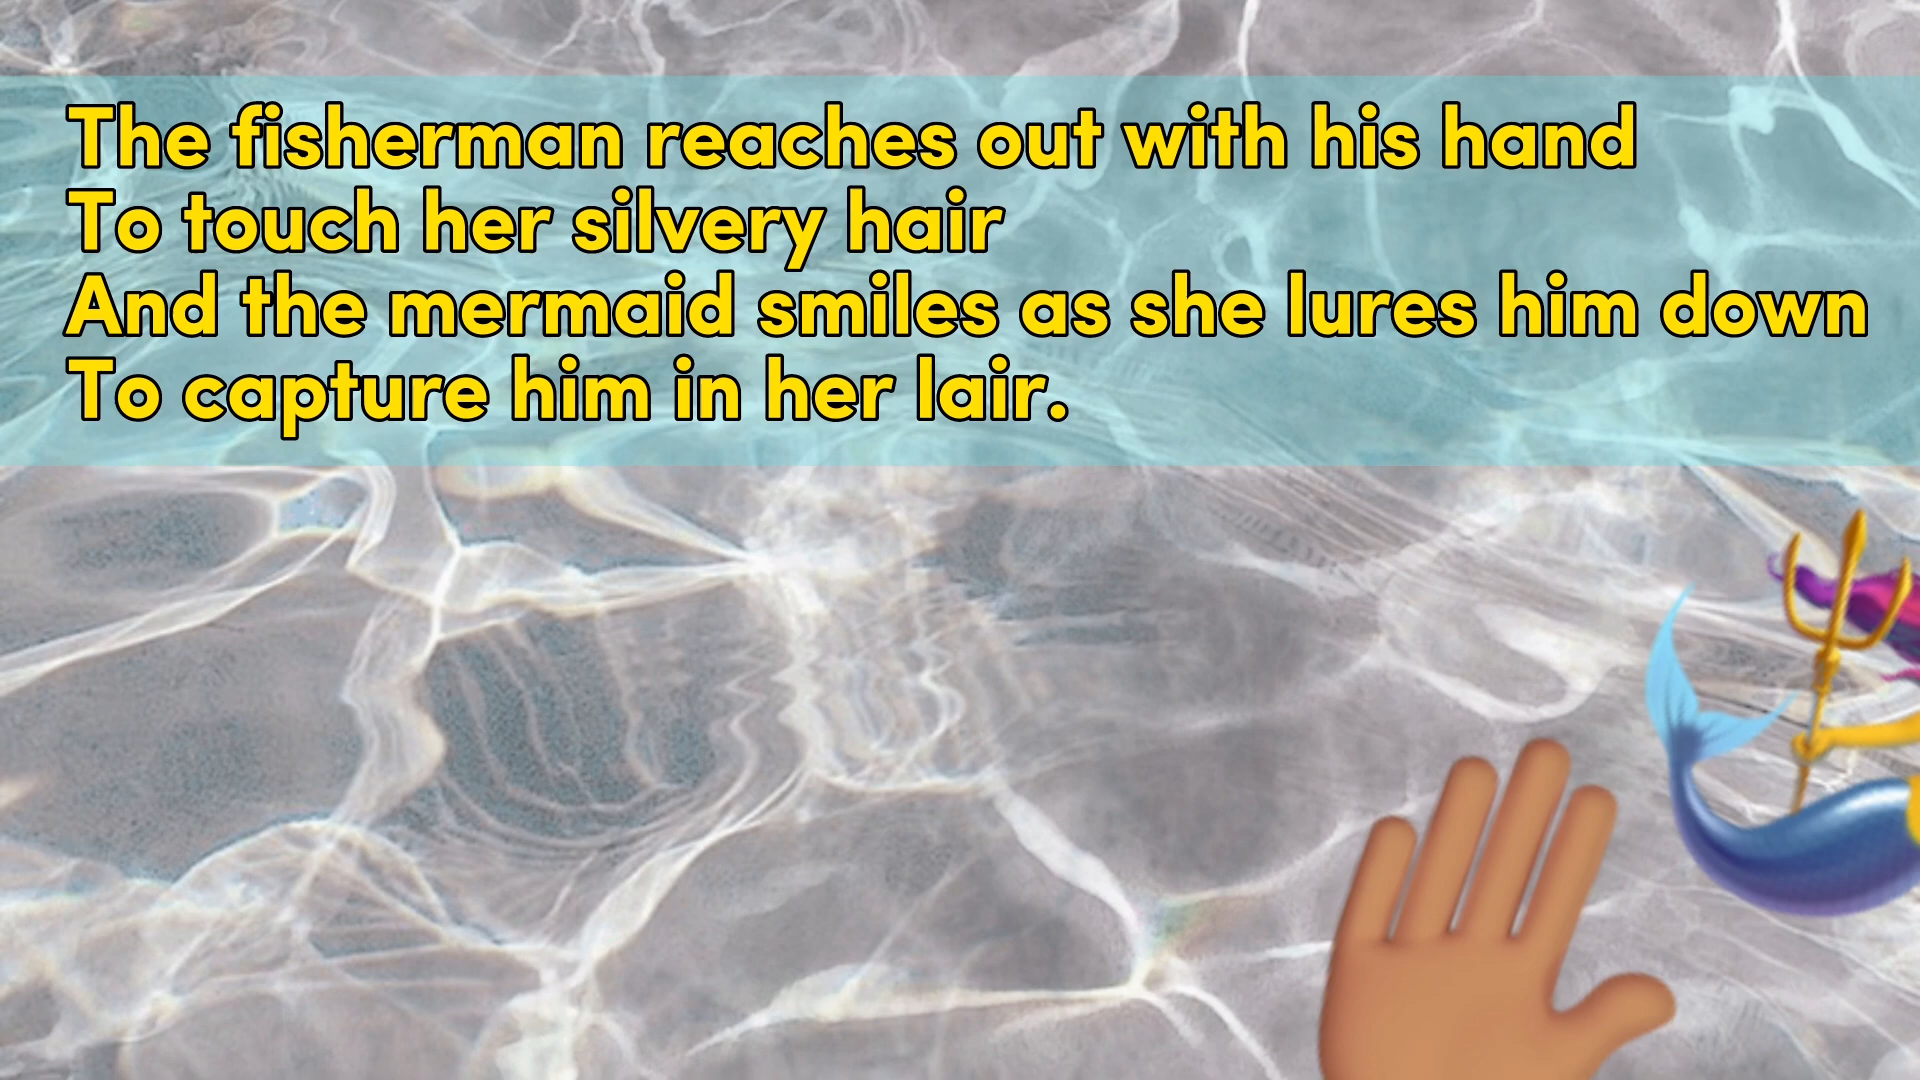 The fisherman reaches out with his hand
To touch her silvery hair
And the mermaid smiles as she lures him down
To capture him in her lair.